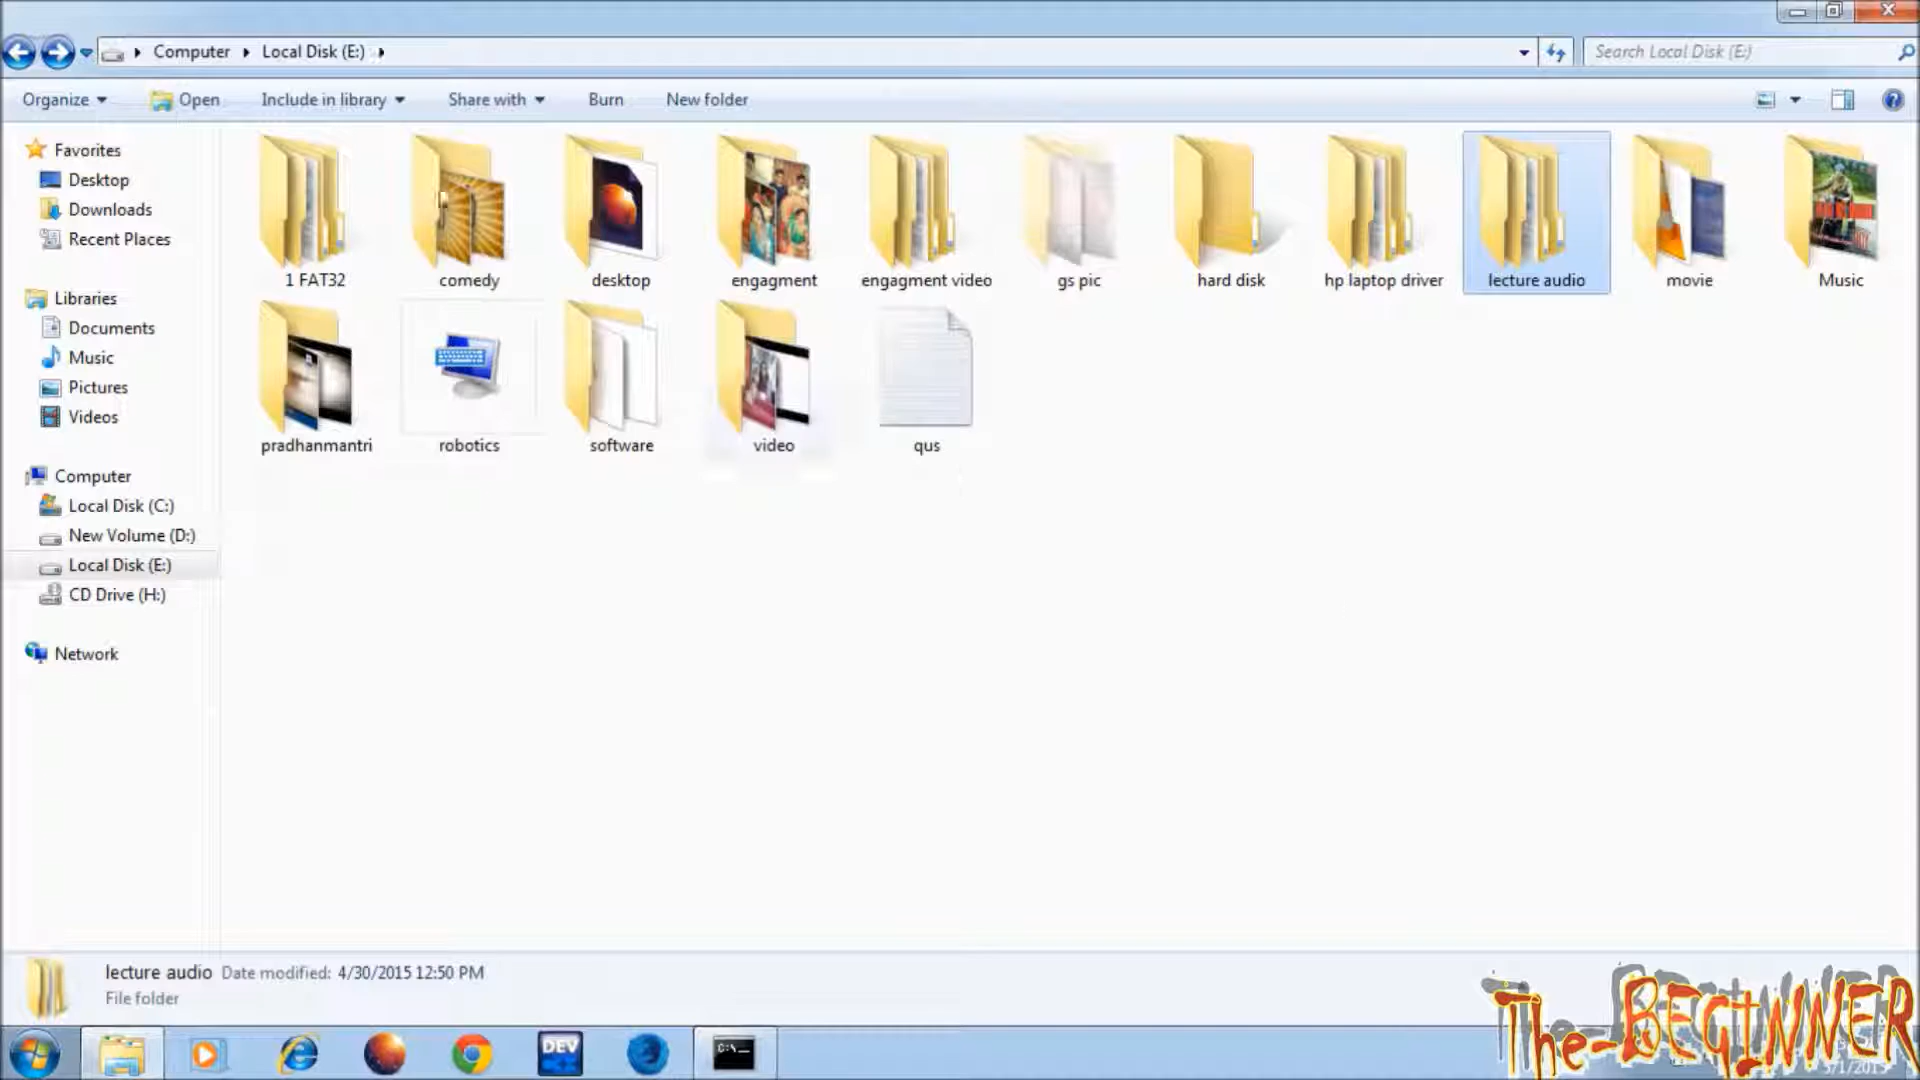 Computer
Local Disk (E:)
Search Local Disk (E:)
Organize
Open
Include in library
Share with
Burn
New folder
Favorites
Desktop
Downloads
Recent Places
Libraries
Documents
Music
Pictures
Videos
Computer
Local Disk (C:)
New Volume (D:)
Local Disk (E:)
CD Drive (H:)
Network
1 FAT32
comedy
desktop
engagment
engagment video
gs pic
hard disk
hp laptop driver
lecture audio
movie
Music
pradhanmantri
robotics
software
video
qus
lecture audio Date modified: 4/30/2015 12:50 PM
File folder
DEV
C:\
The-BEGINNER